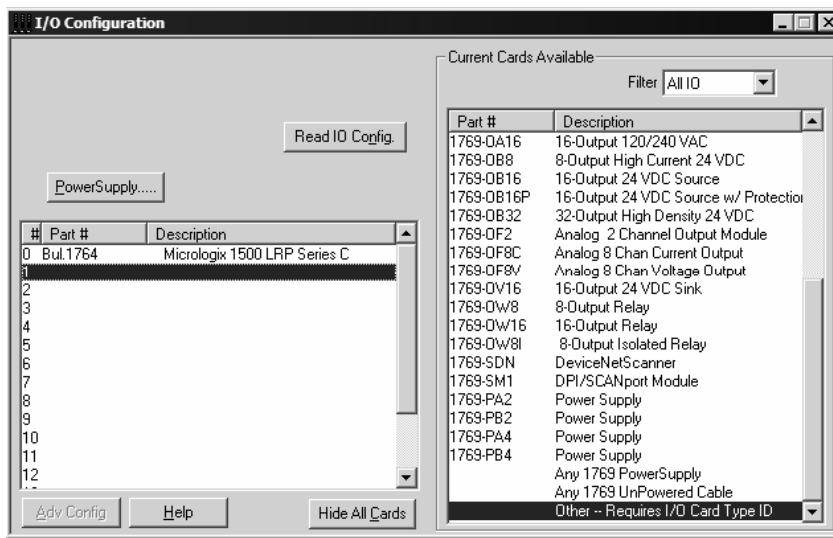 I/O Configuration
Current Cards Available
Filter All IO
Read IO Config.
PowerSupply.....
# Part # Description
0 Bul.1764 Micrologix 1500 LRP Series C
1
2
3
4
5
6
7
8
9
10
11
12
Adv Config Help Hide All Cards
Part # Description
1769-OA16 16-Output 120/240 VAC
1769-OB8 8-Output High Current 24 VDC
1769-OB16 16-Output 24 VDC Source
1769-OB16P 16-Output 24 VDC Source w/ Protection
1769-OB32 32-Output High Density 24 VDC
1769-OF2 Analog 2 Channel Output Module
1769-OF8C Analog 8 Chan Current Output
1769-OF8V Analog 8 Chan Voltage Output
1769-OV16 16-Output 24 VDC Sink
1769-OW8 8-Output Relay
1769-OW16 16-Output Relay
1769-OW8I 8-Output Isolated Relay
1769-SDN DeviceNetScanner
1769-SM1 DPI/SCANport Module
1769-PA2 Power Supply
1769-PB2 Power Supply
1769-PA4 Power Supply
1769-PB4 Power Supply
Any 1769 PowerSupply
Any 1769 UnPowered Cable
Other -- Requires I/O Card Type ID